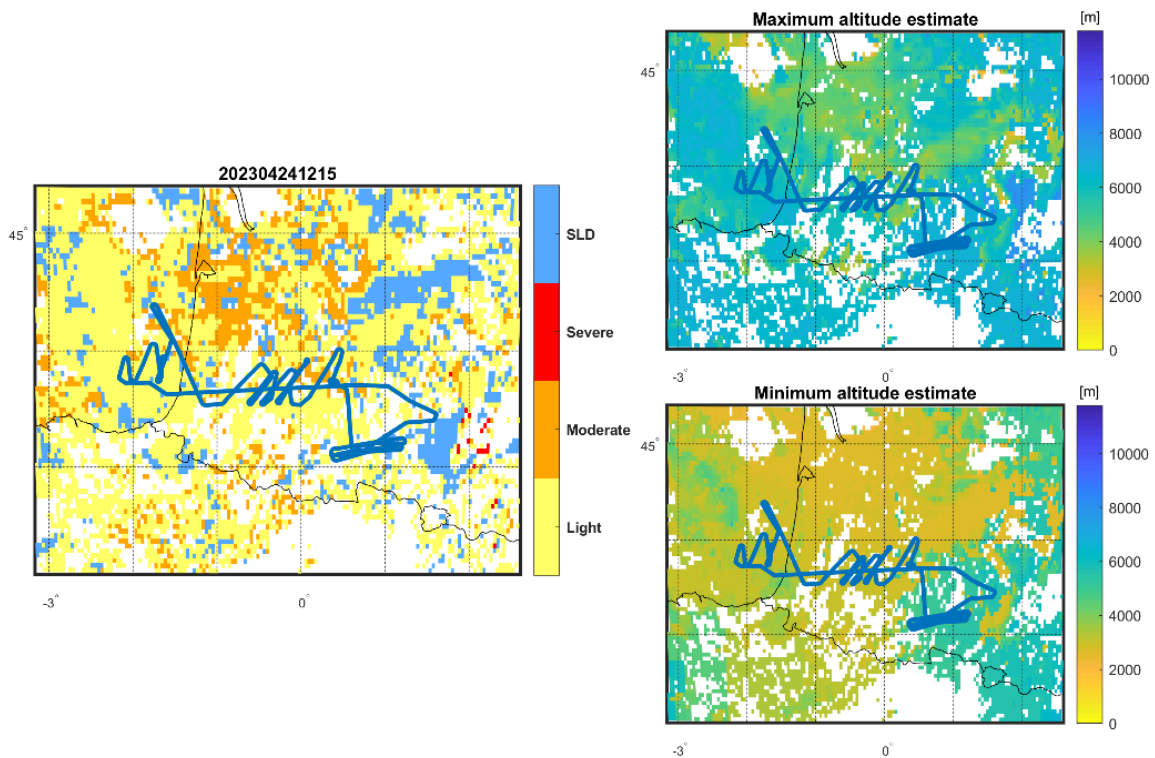 202304241215
45°
-3°
0°
SLD
Severe
Moderate
Light
Maximum altitude estimate
[m]
45°
-3°
0°
10000
8000
6000
4000
2000
0
Minimum altitude estimate
[m]
45°
-3°
0°
10000
8000
6000
4000
2000
0